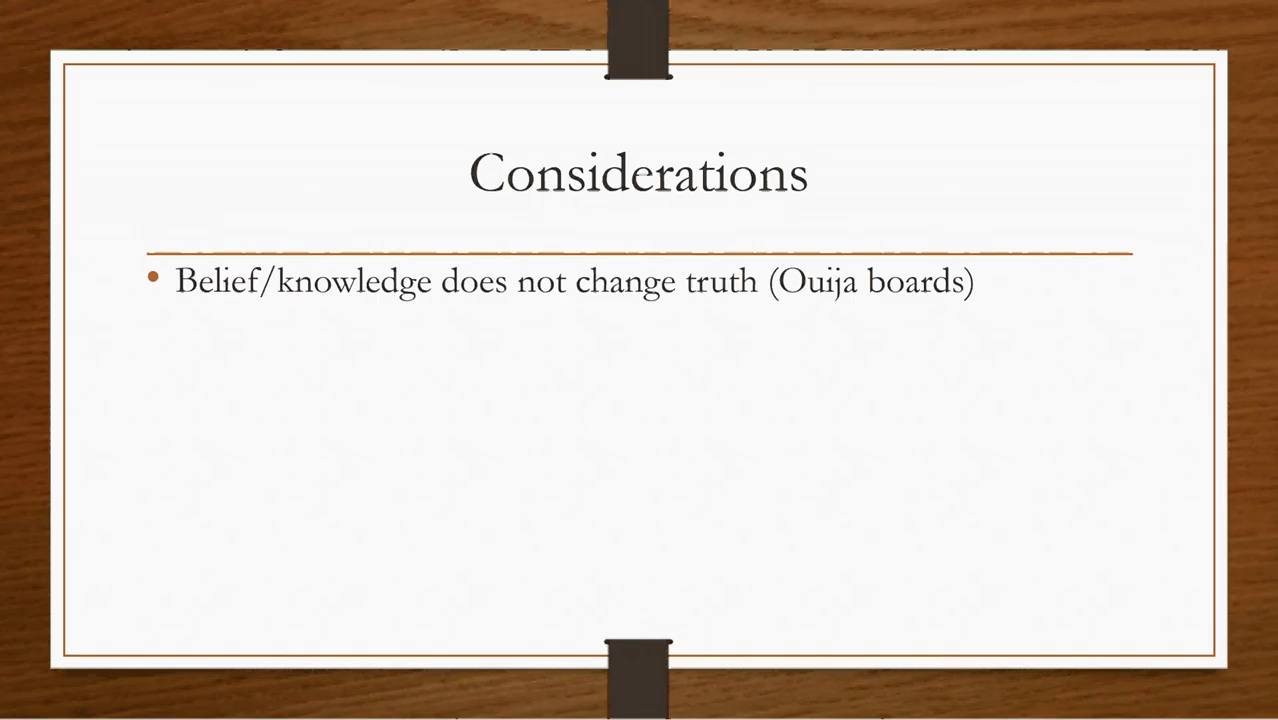 Considerations
• Belief/knowledge does not change truth (Ouija boards)